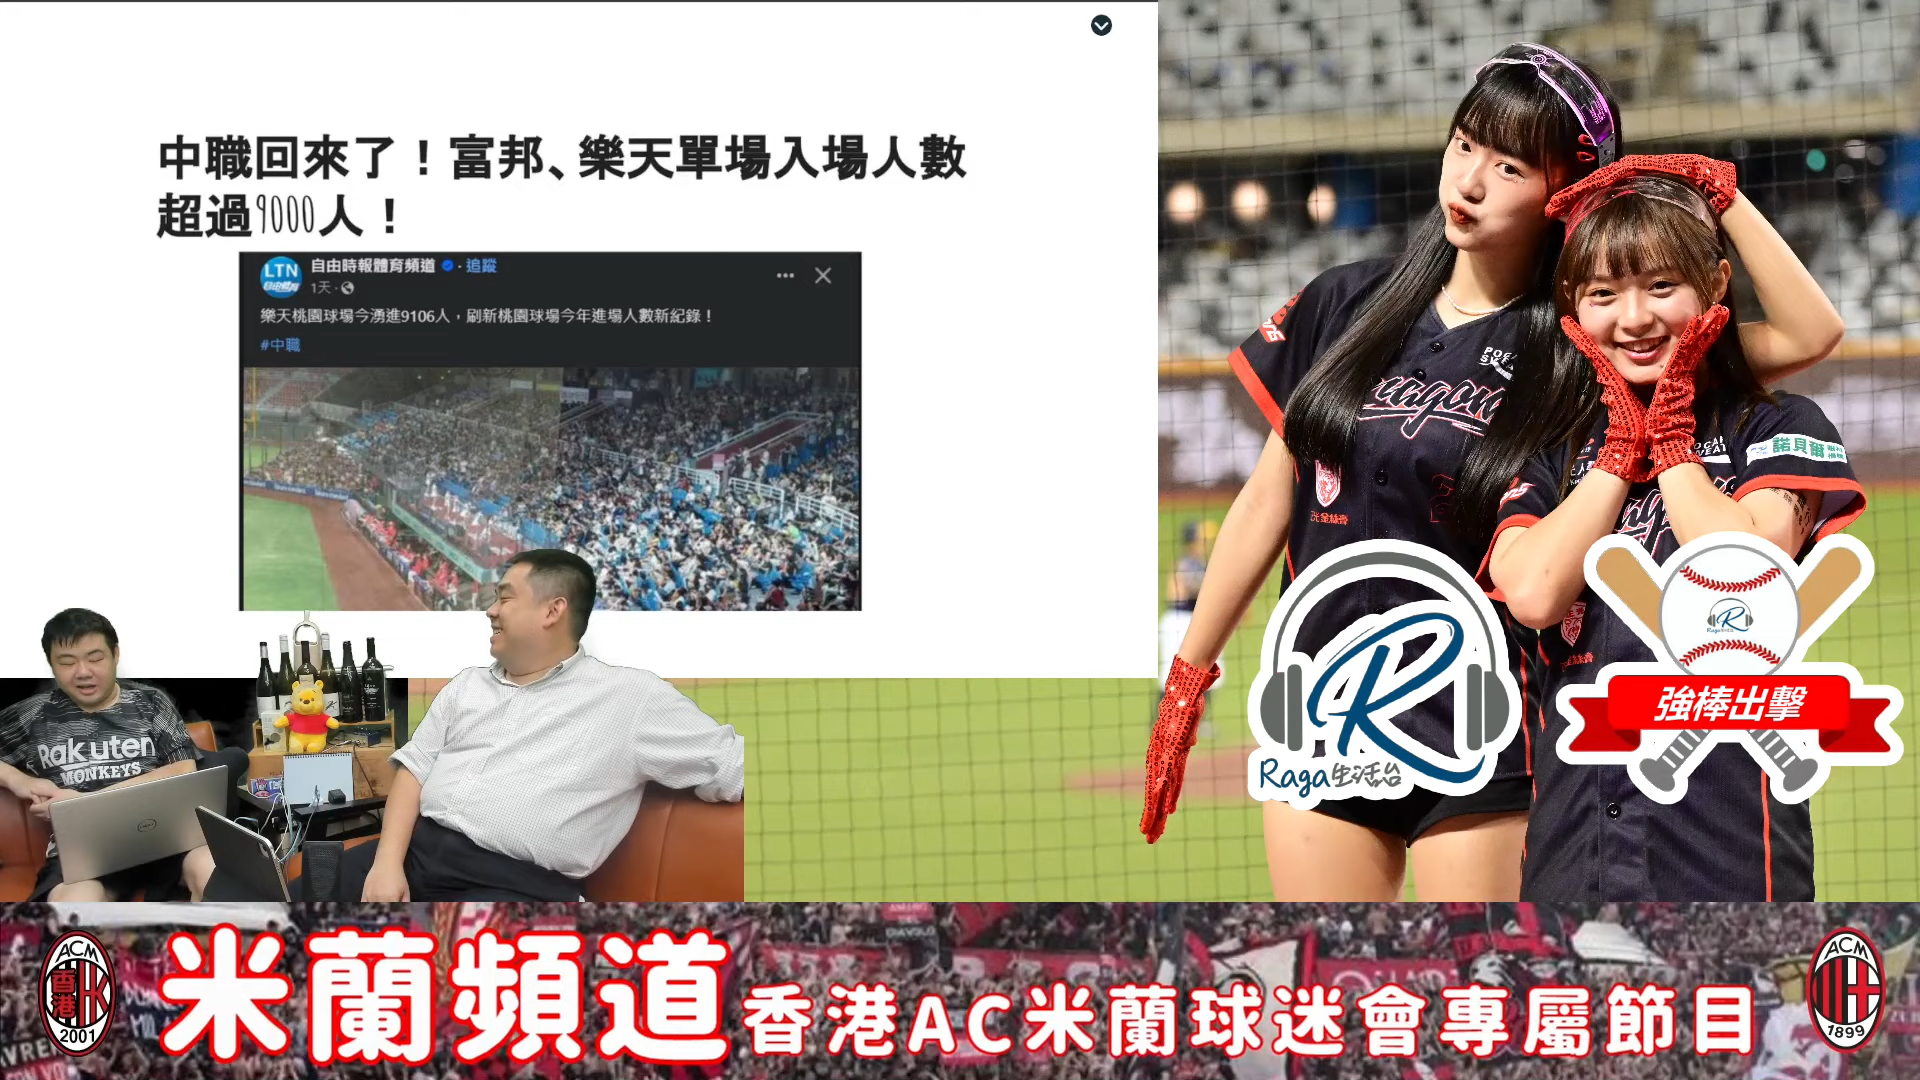 中職回來了！富邦、樂天單場入場人數
超過9000人！
LTN
自由時報體育頻道 · 追蹤
1天
樂天桃園球場今湧進9106人，刷新桃園球場今年進場人數新紀錄！
#中職
Rakuten
MONKEYS
DELL
諾貝爾
R
Raga生活台
強棒出擊
ACM
香港
2001
米蘭頻道
香港AC米蘭球迷會專屬節目
ACM
1899